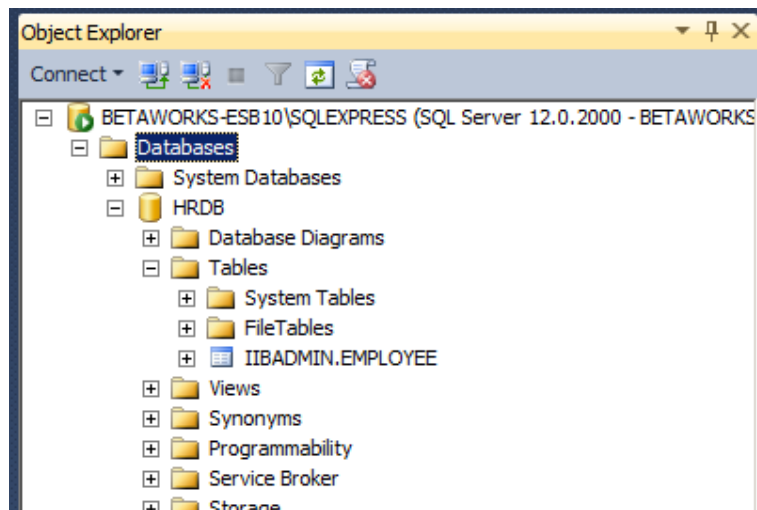 Object Explorer
Connect
BETAWORKS-ESB10\SQLEXPRESS (SQL Server 12.0.2000 - BETAWORKS
Databases
System Databases
HRDB
Database Diagrams
Tables
System Tables
FileTables
IIBADMIN.EMPLOYEE
Views
Synonyms
Programmability
Service Broker
Storage